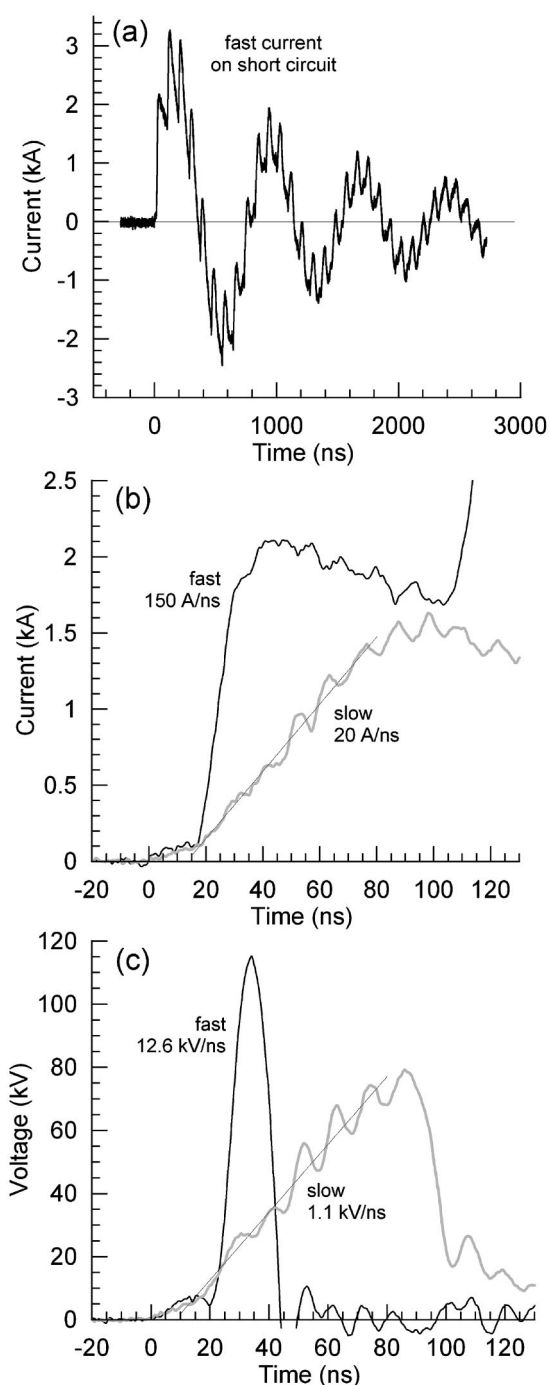 (a)
fast current
on short circuit
3
2
1
0
-1
-2
-3
Current (kA)
0
1000
2000
3000
Time (ns)
(b)
2.5
2
1.5
1
0.5
0
Current (kA)
fast
150 A/ns
slow
20 A/ns
-20
0
20
40
60
80
100
120
Time (ns)
(c)
120
100
80
60
40
20
0
Voltage (kV)
fast
12.6 kV/ns
slow
1.1 kV/ns
-20
0
20
40
60
80
100
120
Time (ns)